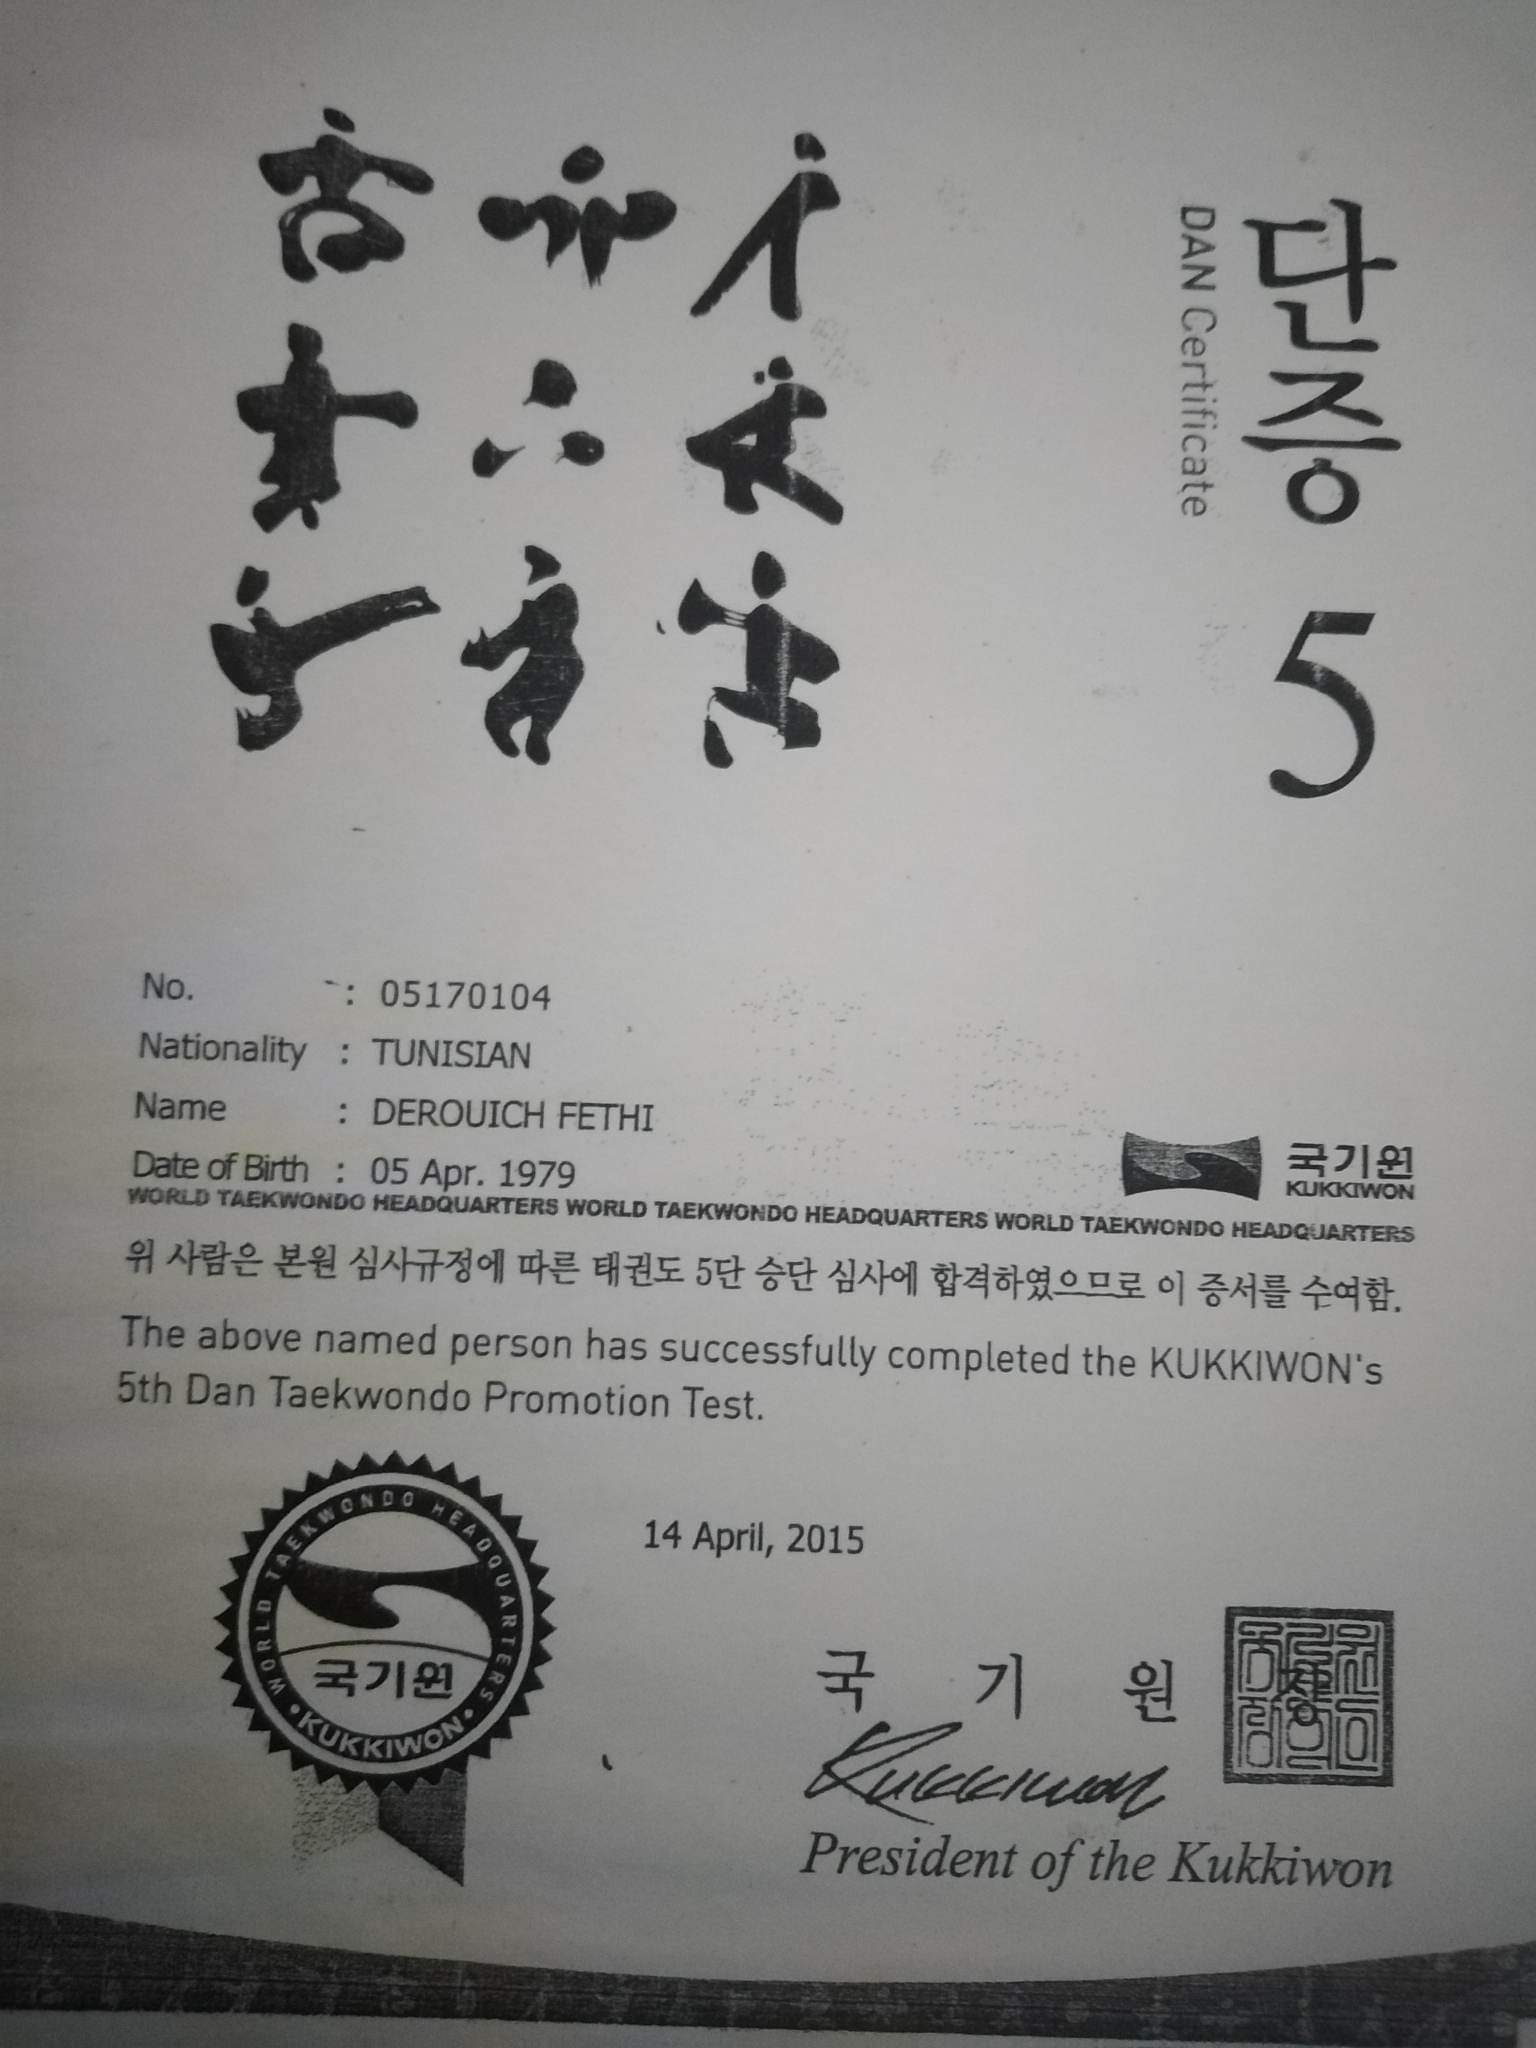 단증 5
DAN Certificate
No. : 05170104
Nationality : TUNISIAN
Name : DEROUICH FETHI
Date of Birth : 05 Apr. 1979
국기원
KUKKIWON
WORLD TAEKWONDO HEADQUARTERS WORLD TAEKWONDO HEADQUARTERS WORLD TAEKWONDO HEADQUARTERS
위 사람은 본원 심사규정에 따른 태권도 5단 승단 심사에 합격하였으므로 이 증서를 수여함.
The above named person has successfully completed the KUKKIWON's
5th Dan Taekwondo Promotion Test.
WORLD TAEKWONDO HEADQUARTERS
국기원
•KUKKIWON•
14 April, 2015
국 기 원
Kukkiwon
President of the Kukkiwon